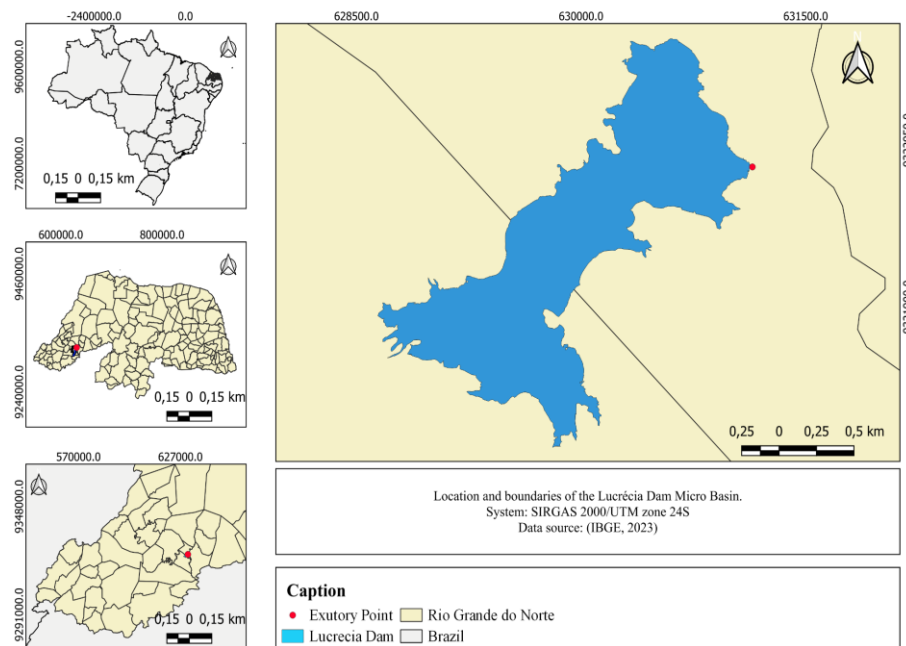 -2400000.0 0.0
9600000.0
7200000.0
0,15 0 0,15 km
600000.0 800000.0
9460000.0
9240000.0
0,15 0 0,15 km
570000.0 627000.0
9348000.0
9291000.0
0,15 0 0,15 km
628500.0 630000.0 631500.0
N
0,25 0 0,25 0,5 km
Location and boundaries of the Lucrécia Dam Micro Basin.
System: SIRGAS 2000/UTM zone 24S
Data source: (IBGE, 2023)
Caption
Exutory Point Rio Grande do Norte
Lucrecia Dam Brazil